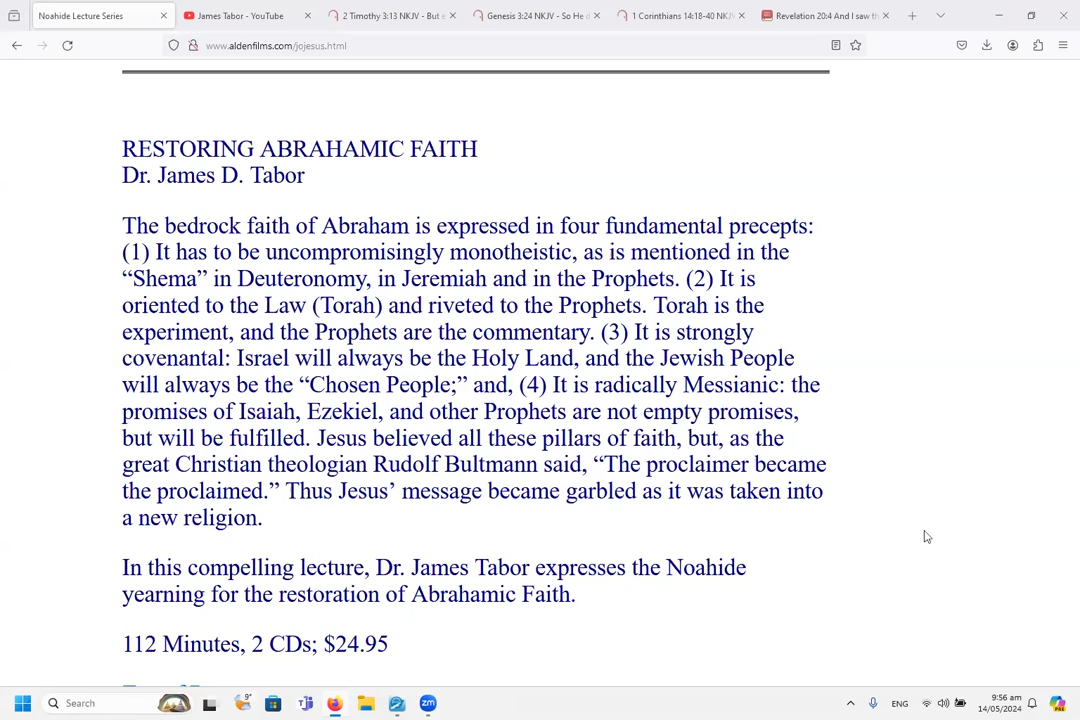 Noahide Lecture Series
James Tabor - YouTube
2 Timothy 3:13 NKJV - But e
Genesis 3:24 NKJV - So He d
1 Corinthians 14:18-40 NKJV
Revelation 20:4 And I saw th
www.aldenfilms.com/jojesus.html
RESTORING ABRAHAMIC FAITH
Dr. James D. Tabor
The bedrock faith of Abraham is expressed in four fundamental precepts:
(1) It has to be uncompromisingly monotheistic, as is mentioned in the
“Shema” in Deuteronomy, in Jeremiah and in the Prophets. (2) It is
oriented to the Law (Torah) and riveted to the Prophets. Torah is the
experiment, and the Prophets are the commentary. (3) It is strongly
covenantal: Israel will always be the Holy Land, and the Jewish People
will always be the “Chosen People;” and, (4) It is radically Messianic: the
promises of Isaiah, Ezekiel, and other Prophets are not empty promises,
but will be fulfilled. Jesus believed all these pillars of faith, but, as the
great Christian theologian Rudolf Bultmann said, “The proclaimer became
the proclaimed.” Thus Jesus’ message became garbled as it was taken into
a new religion.
In this compelling lecture, Dr. James Tabor expresses the Noahide
yearning for the restoration of Abrahamic Faith.
112 Minutes, 2 CDs; $24.95
Search
9°
zm
ENG
9:56 am
14/05/2024
PRE